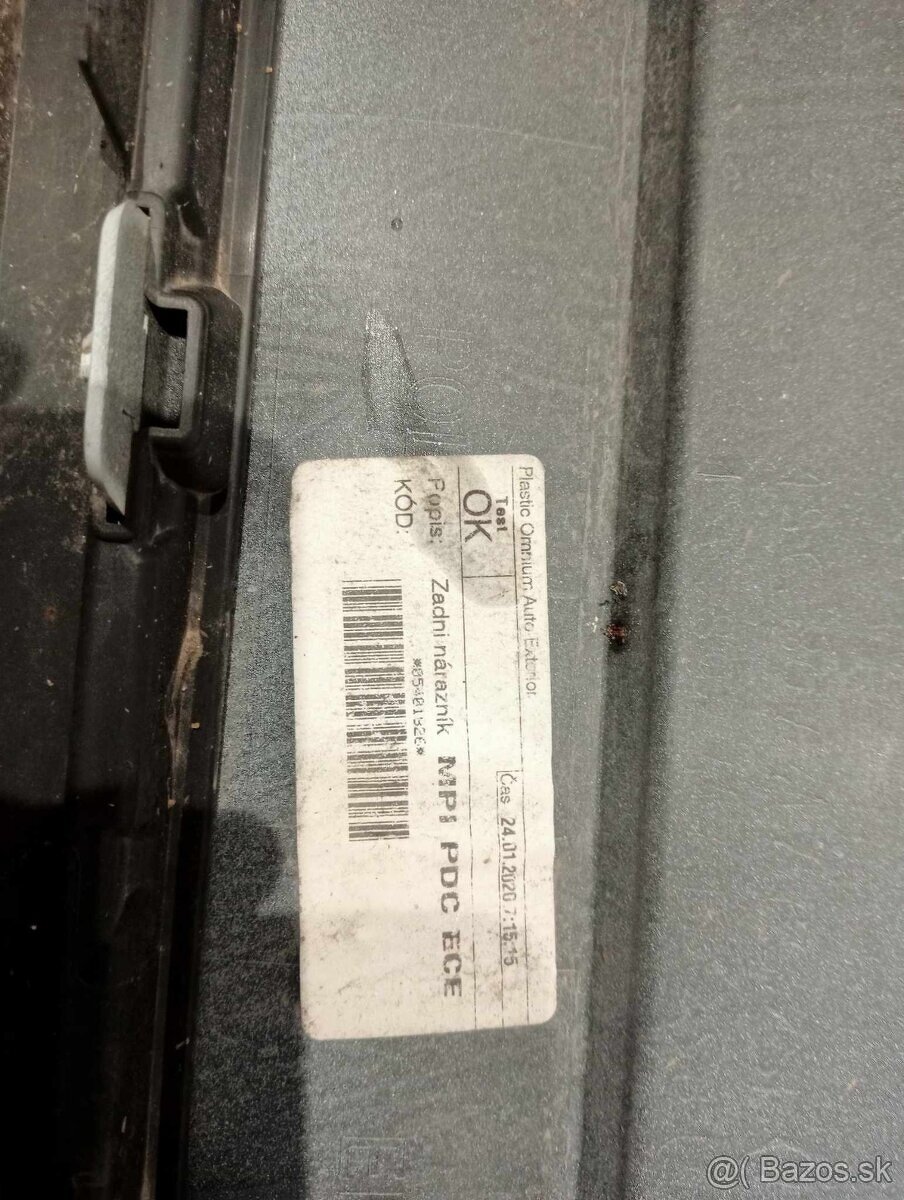 Plastic Omnium Auto Exterior
Test
OK
Čas 24.01.2020 7:15:15
Popis: Zadni nárazník MPI PDC ECE
KÓD:
*05401326*
@( Bazos.sk